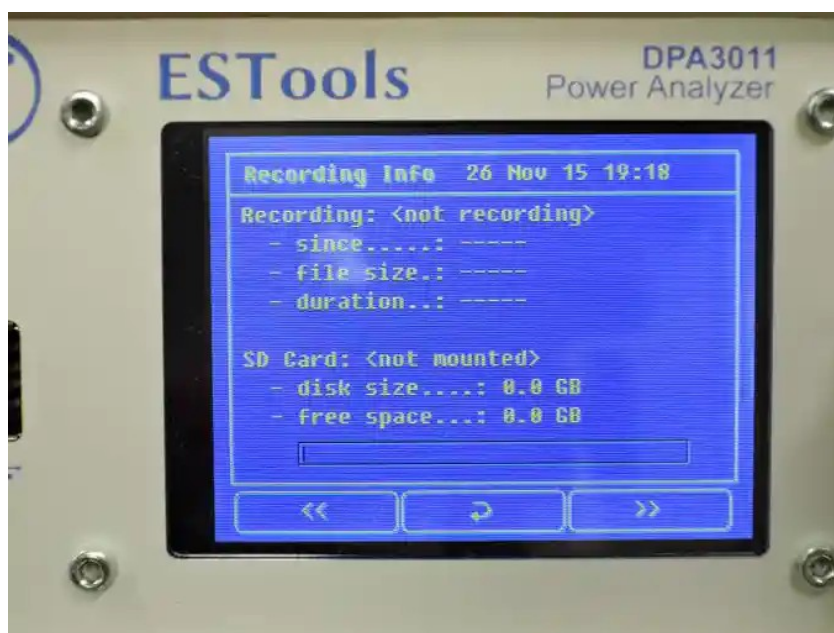 ESTools
DPA3011
Power Analyzer
Recording Info 26 Nov 15 19:18
Recording: <not recording>
- since.....: -----
- file size.: -----
- duration..: -----
SD Card: <not mounted>
- disk size....: 0.0 GB
- free space...: 0.0 GB
<< >>